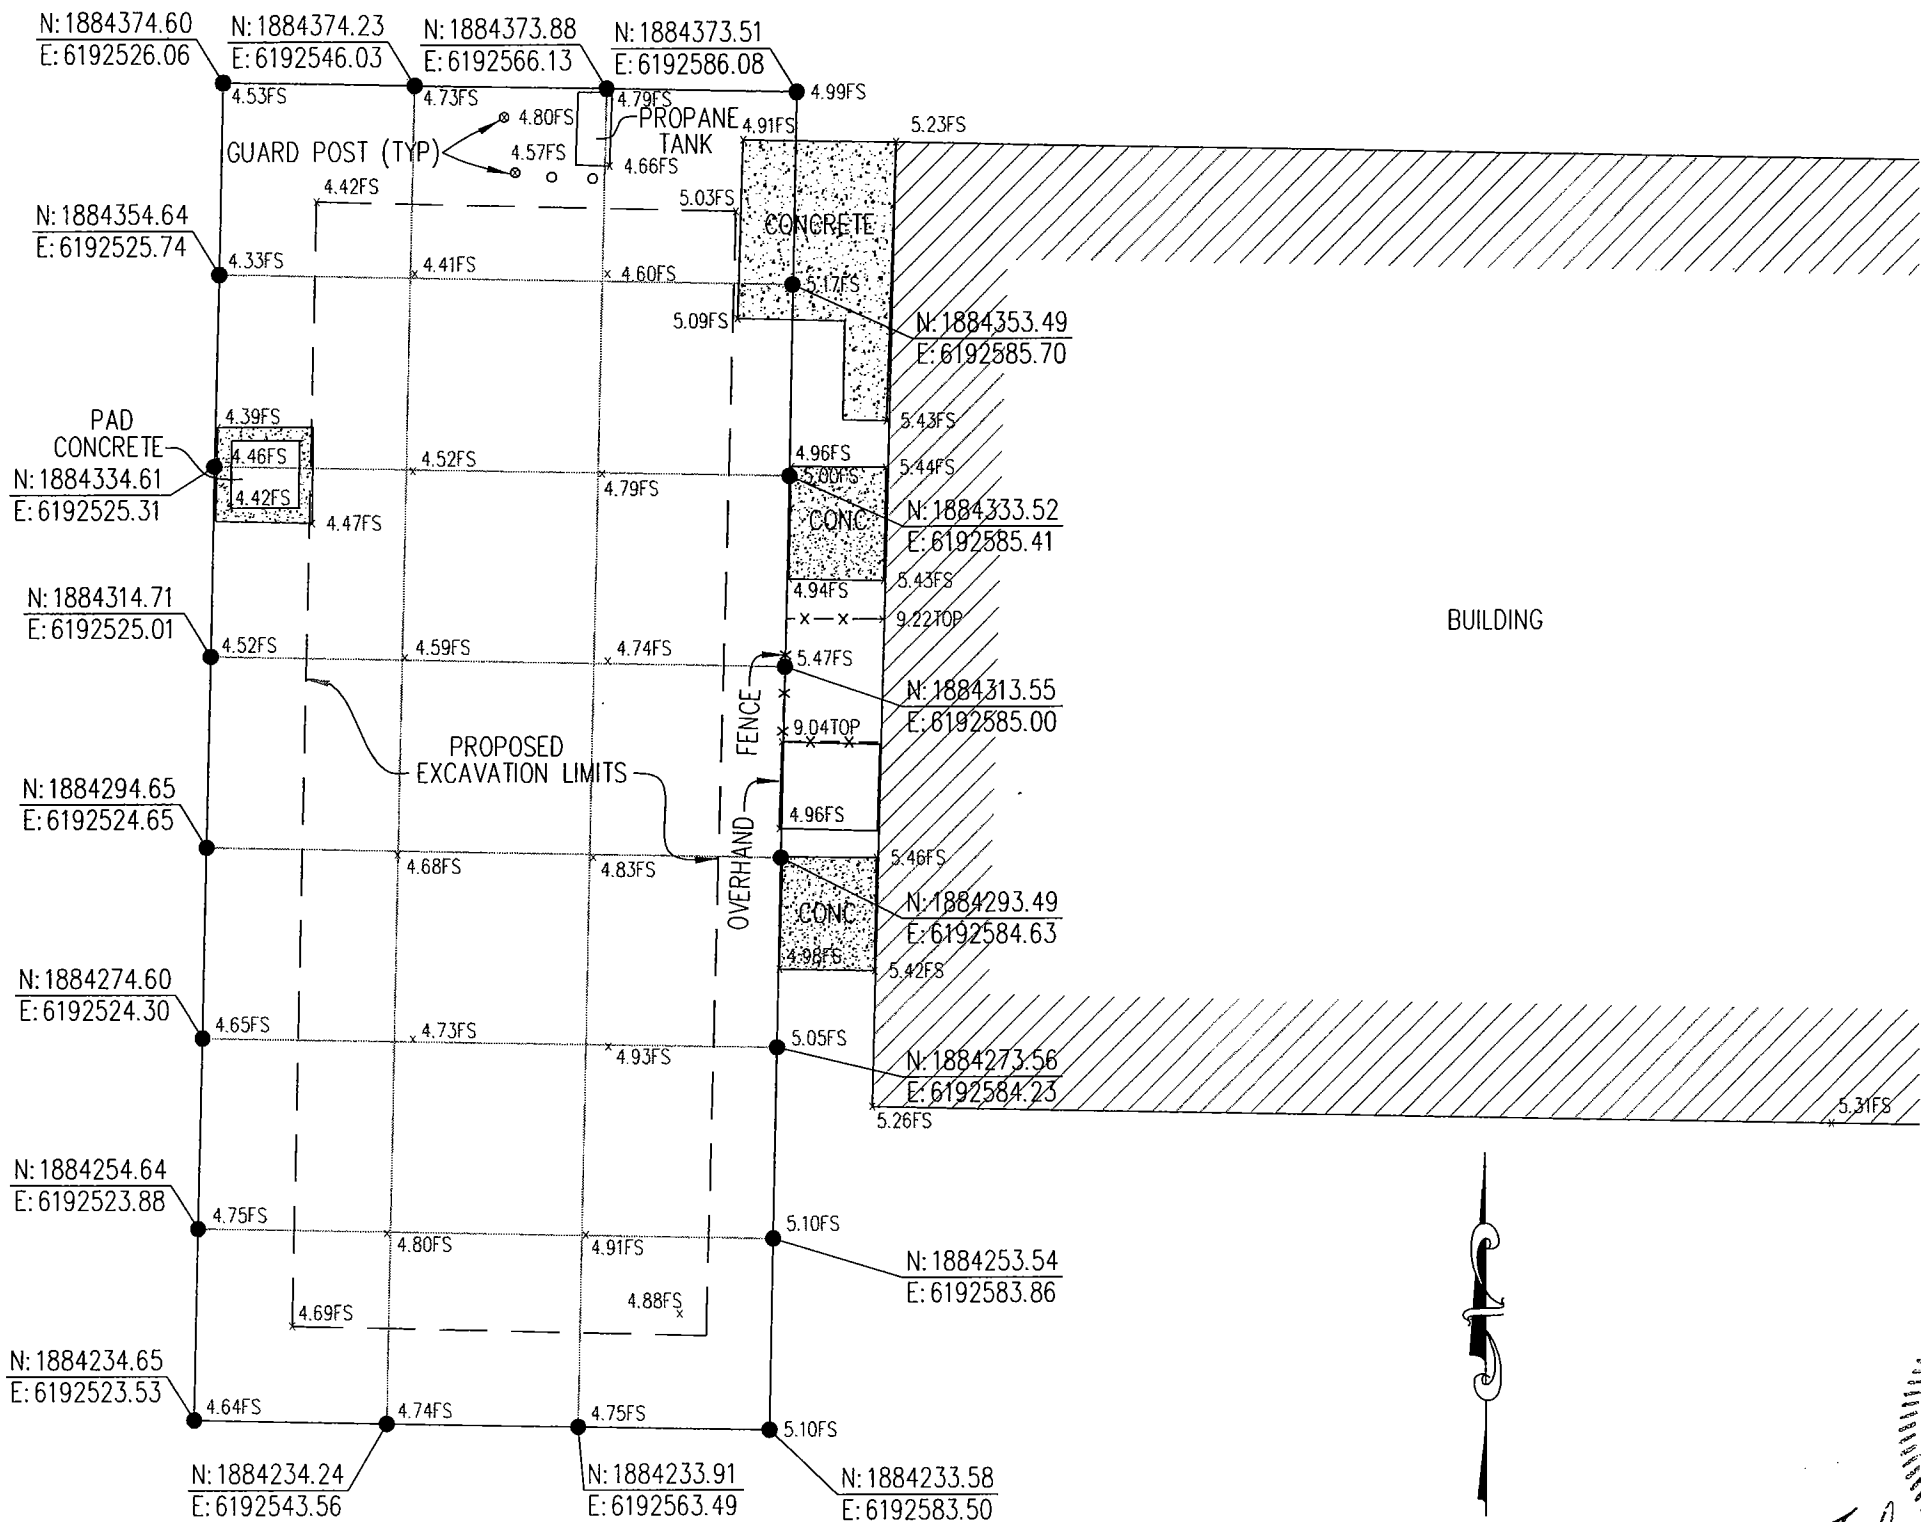 N: 1884374.60
E: 6192526.06
N: 1884374.23
E: 6192546.03
N: 1884373.88
E: 6192566.13
N: 1884373.51
E: 6192586.08
4.53FS
4.73FS
4.79FS
4.99FS
4.80FS
PROPANE
TANK
4.91FS
5.23FS
GUARD POST (TYP)
4.57FS
4.66FS
4.42FS
5.03FS
CONCRETE
N: 1884354.64
E: 6192525.74
4.33FS
4.41FS
4.60FS
5.17FS
5.09FS
N: 1884353.49
E: 6192585.70
PAD
CONCRETE
4.39FS
5.43FS
4.46FS
4.52FS
4.96FS
5.44FS
5.00FS
4.79FS
N: 1884334.61
E: 6192525.31
4.42FS
4.47FS
CONC
N: 1884333.52
E: 6192585.41
4.94FS
5.43FS
N: 1884314.71
E: 6192525.01
9.22TOP
BUILDING
4.52FS
4.59FS
4.74FS
5.47FS
FENCE
N: 1884313.55
E: 6192585.00
9.04TOP
PROPOSED
EXCAVATION LIMITS
N: 1884294.65
E: 6192524.65
OVERHAND
4.96FS
4.68FS
4.83FS
5.46FS
CONC
N: 1884293.49
E: 6192584.63
4.98FS
5.42FS
N: 1884274.60
E: 6192524.30
4.65FS
4.73FS
4.93FS
5.05FS
N: 1884273.56
E: 6192584.23
5.26FS
5.31FS
N: 1884254.64
E: 6192523.88
4.75FS
4.80FS
4.91FS
5.10FS
N: 1884253.54
E: 6192583.86
4.69FS
4.88FS
N: 1884234.65
E: 6192523.53
4.64FS
4.74FS
4.75FS
5.10FS
N: 1884234.24
E: 6192543.56
N: 1884233.91
E: 6192563.49
N: 1884233.58
E: 6192583.50